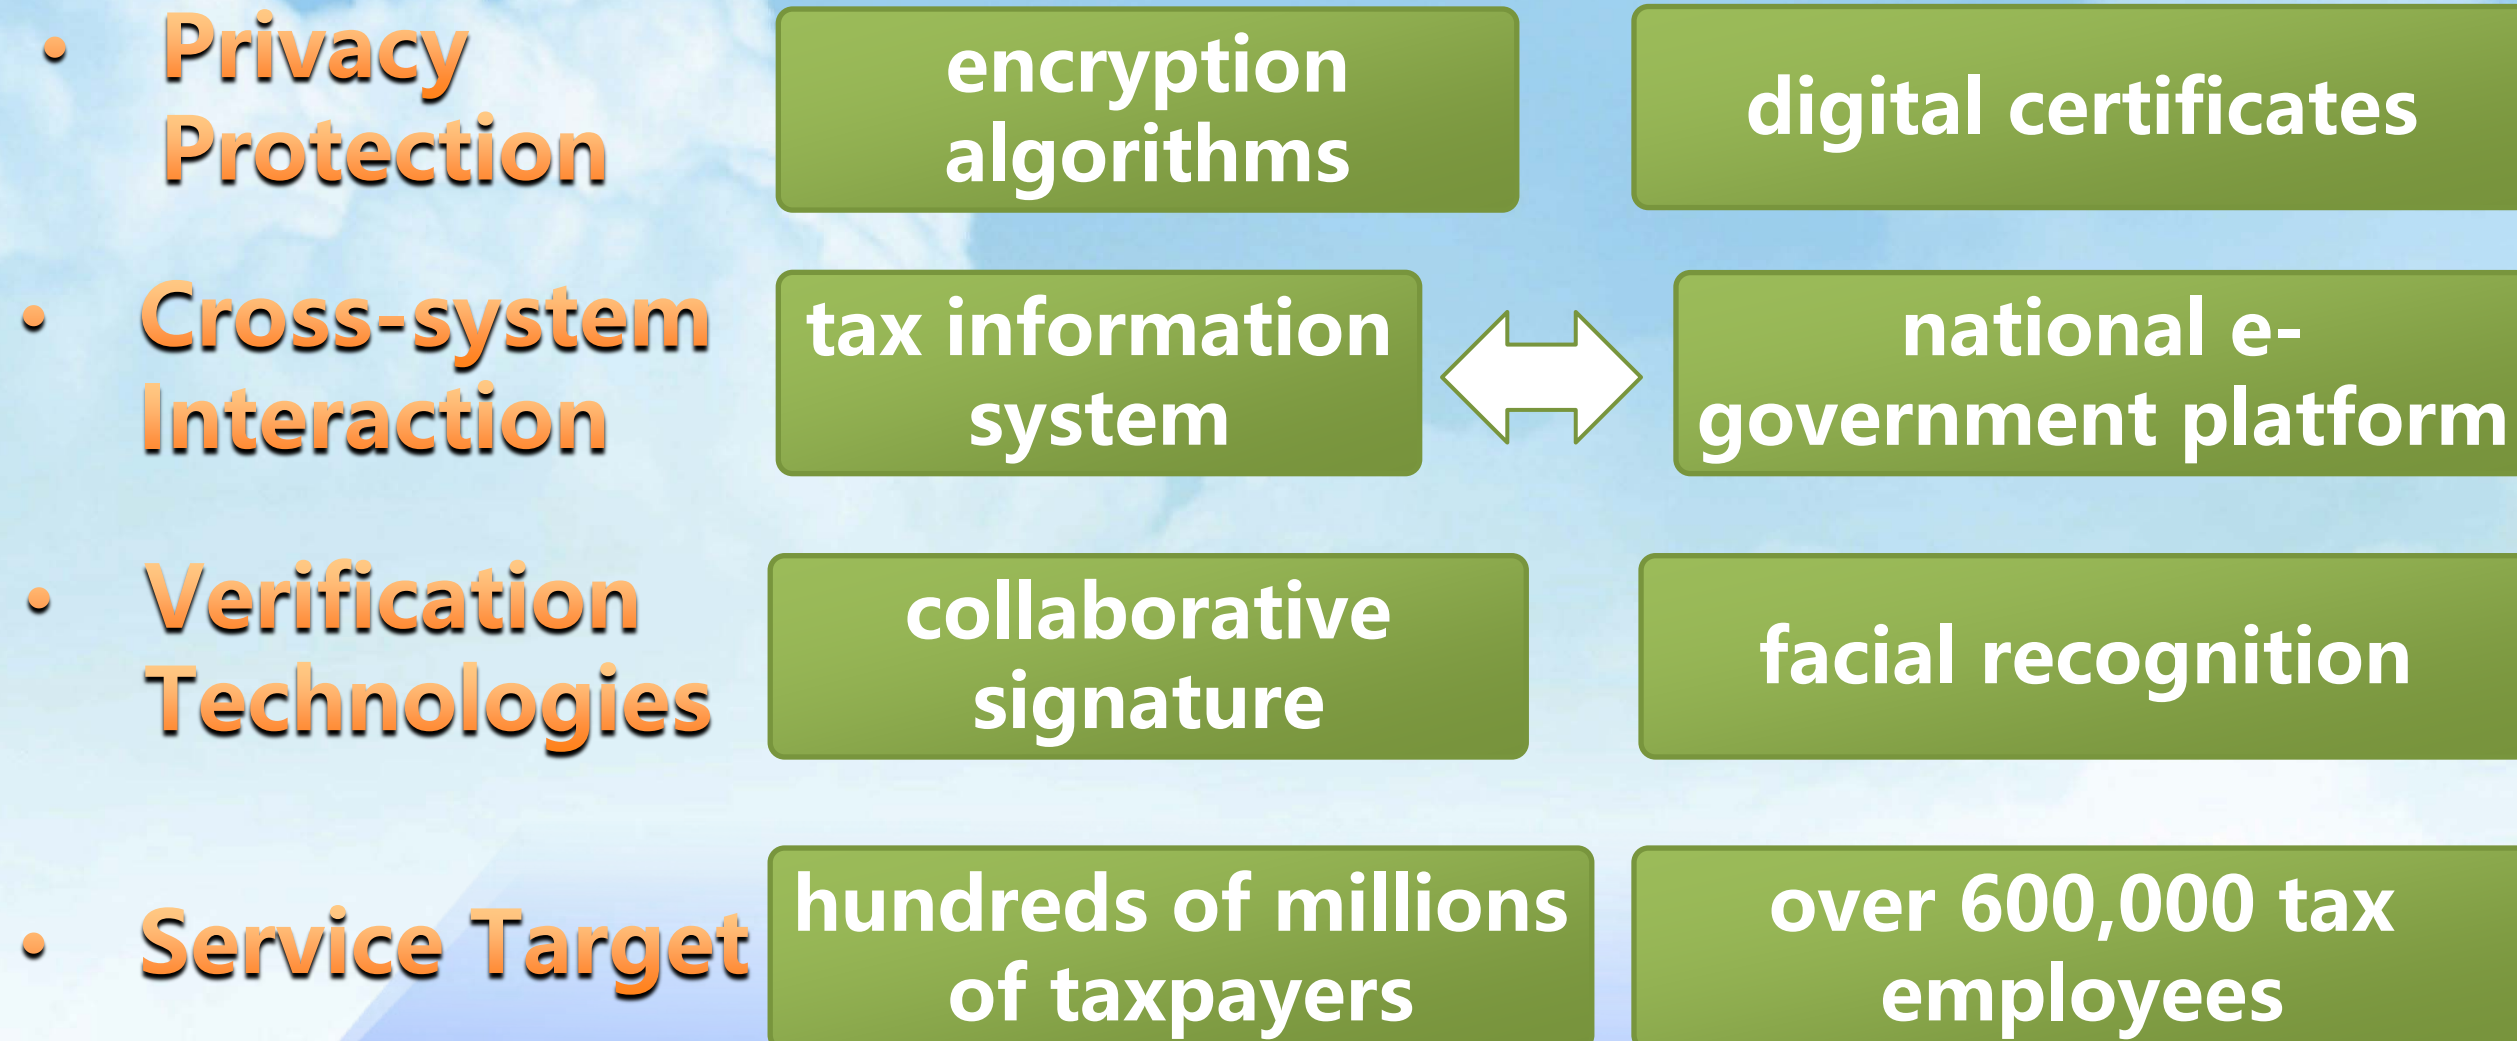 • Privacy
Protection
encryption
algorithms
digital certificates
• Cross-system
Interaction
tax information
system
national e-
government platform
• Verification
Technologies
collaborative
signature
facial recognition
• Service Target
hundreds of millions
of taxpayers
over 600,000 tax
employees